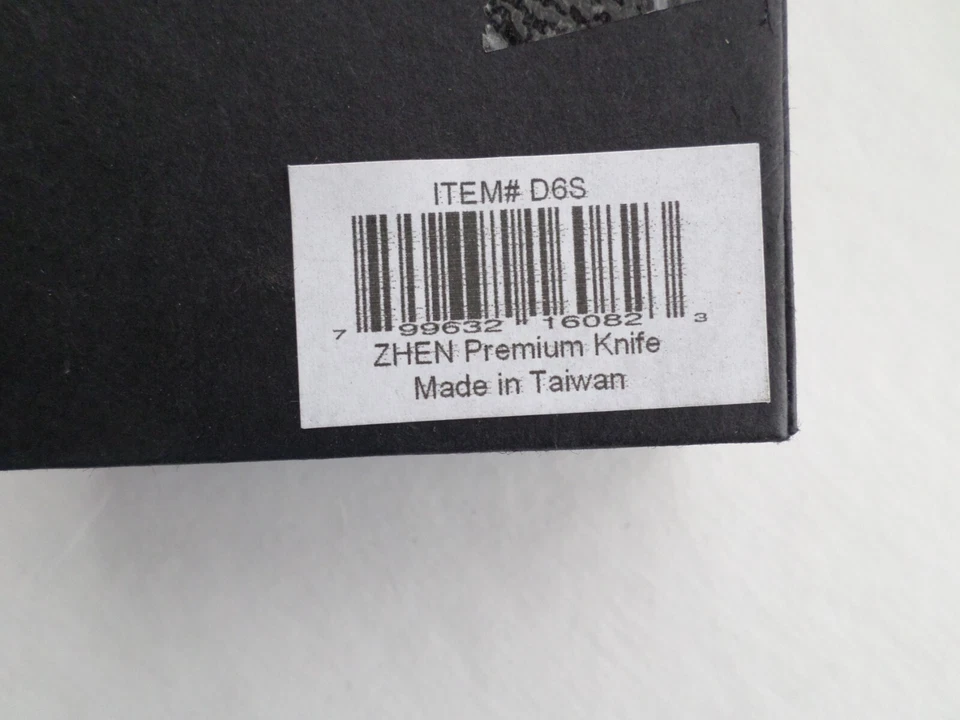 ITEM# D6S
7 99632 16082 3
ZHEN Premium Knife
Made in Taiwan